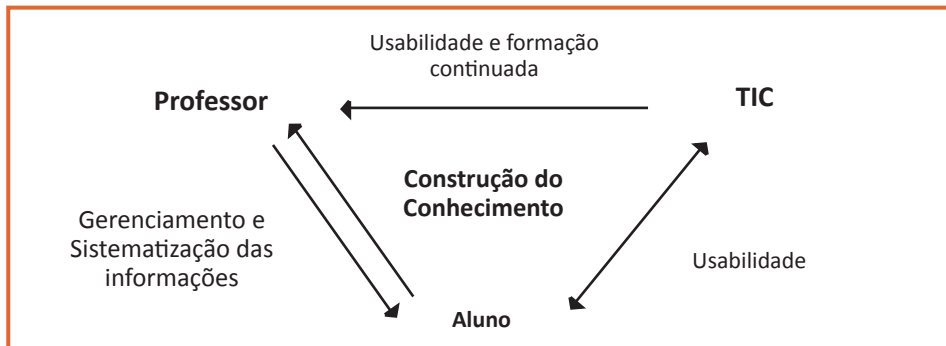 Usabilidade e formação
continuada
Professor
TIC
Construção do
Conhecimento
Gerenciamento e
Sistematização das
informações
Usabilidade
Aluno